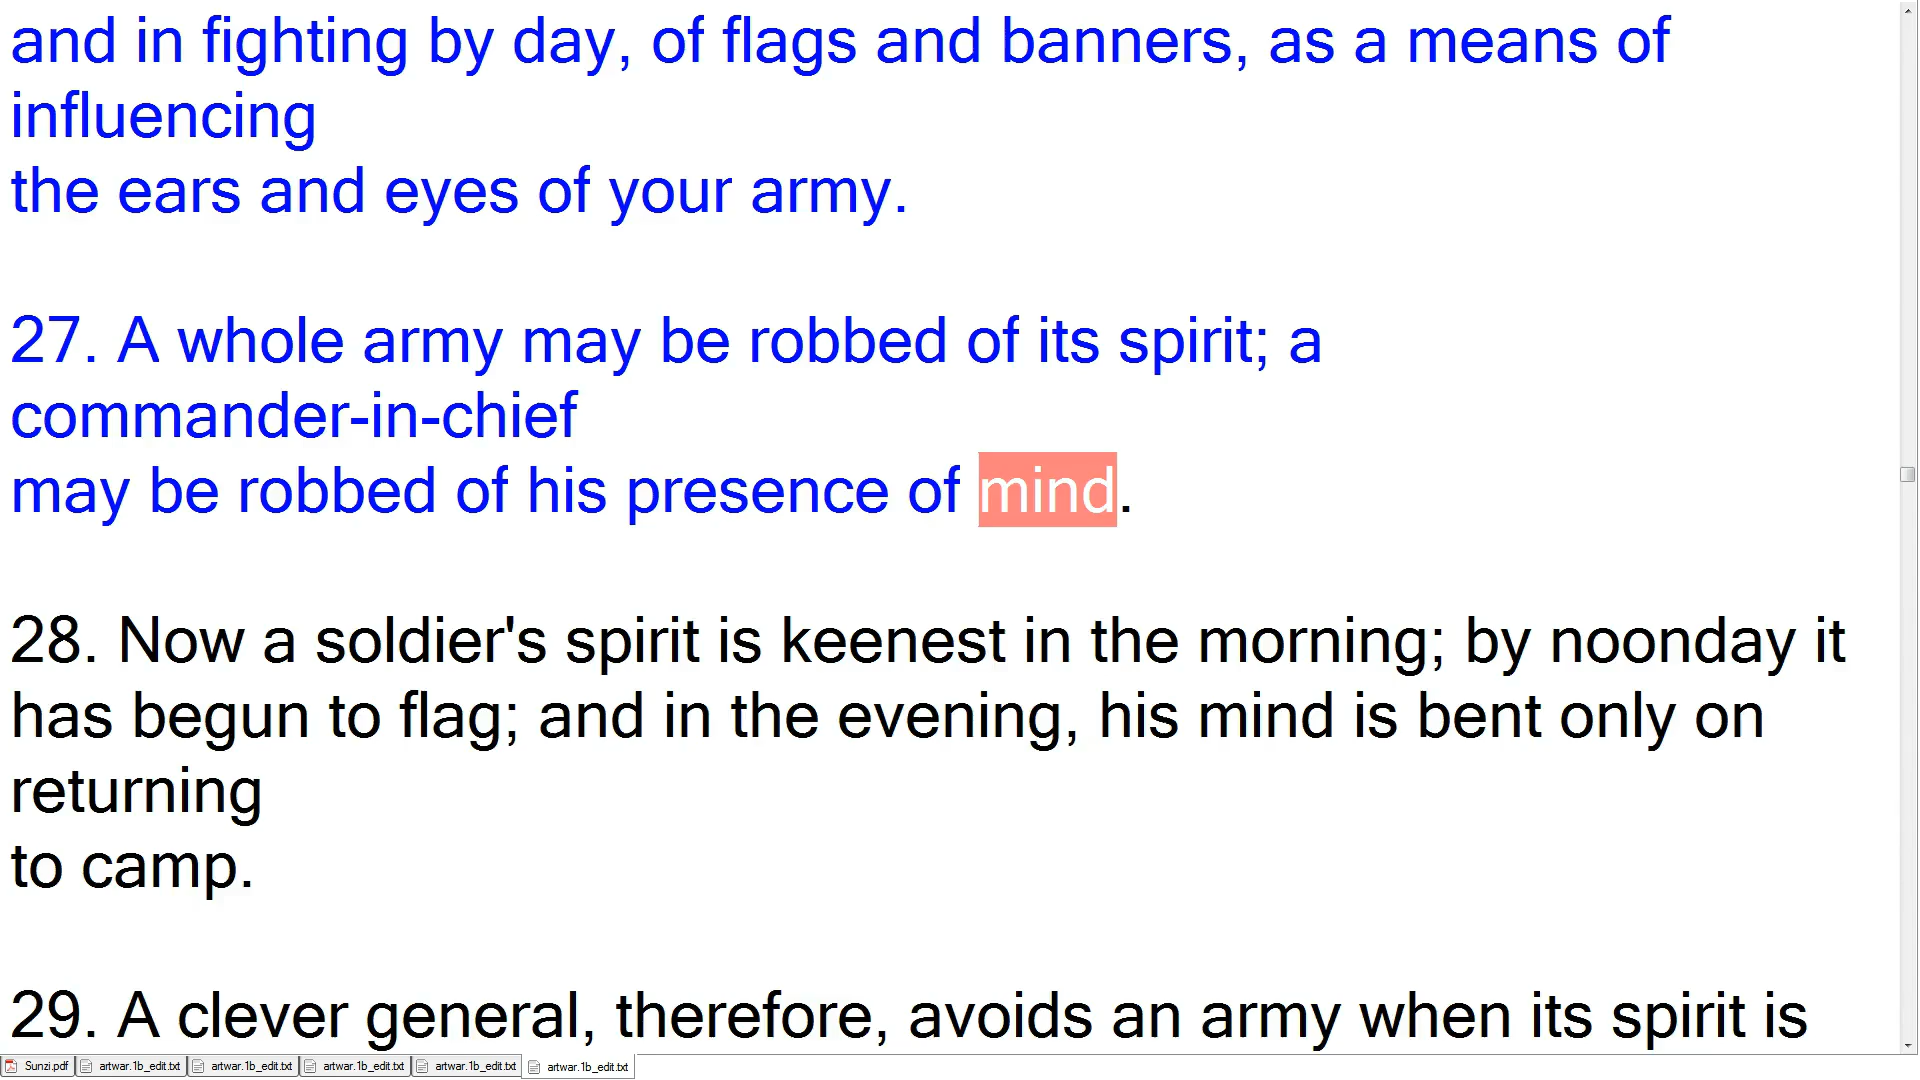 and in fighting by day, of flags and banners, as a means of
influencing
the ears and eyes of your army.
27. A whole army may be robbed of its spirit; a
commander-in-chief
may be robbed of his presence of mind.
28. Now a soldier's spirit is keenest in the morning; by noonday it
has begun to flag; and in the evening, his mind is bent only on
returning
to camp.
29. A clever general, therefore, avoids an army when its spirit is
Sunzi.pdf artwar.1b_edit.txt artwar.1b_edit.txt artwar.1b_edit.txt artwar.1b_edit.txt artwar.1b_edit.txt